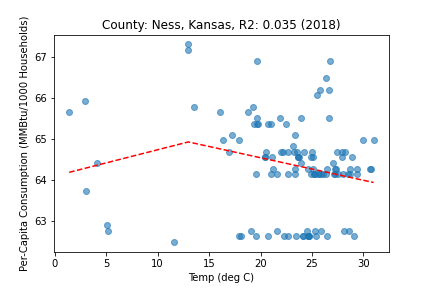 County: Ness, Kansas, R2: 0.035 (2018)
Per-Capita Consumption (MMBtu/1000 Households)
67
66
65
64
63
0 5 10 15 20 25 30
Temp (deg C)